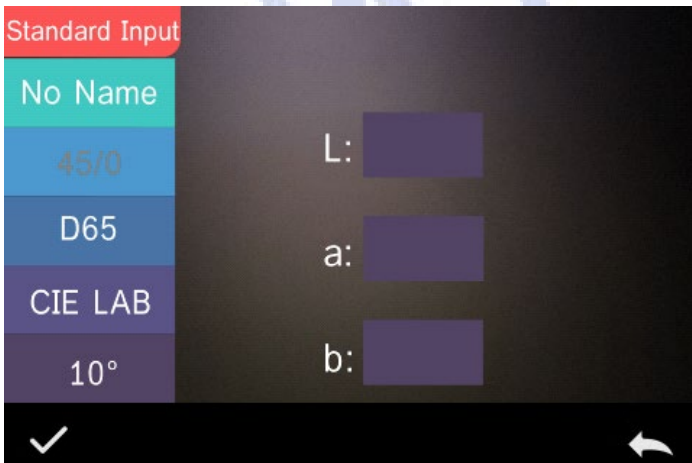 Standard Input
No Name
45/0
D65
CIE LAB
10°
L:
a:
b: